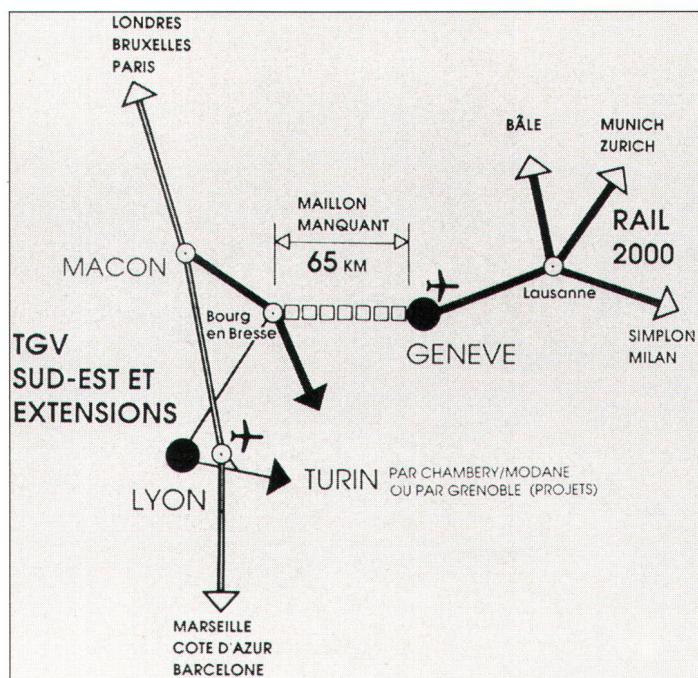 LONDRES
BRUXELLES
PARIS
BÂLE
MUNICH
ZURICH
MAILLON
MANQUANT
65 KM
RAIL
2000
MACON
Lausanne
Bourg
en Bresse
GENEVE
SIMPLON
MILAN
TGV
SUD-EST ET
EXTENSIONS
LYON
TURIN
PAR CHAMBERY/MODANE
OU PAR GRENOBLE (PROJETS)
MARSEILLE
COTE D'AZUR
BARCELONE